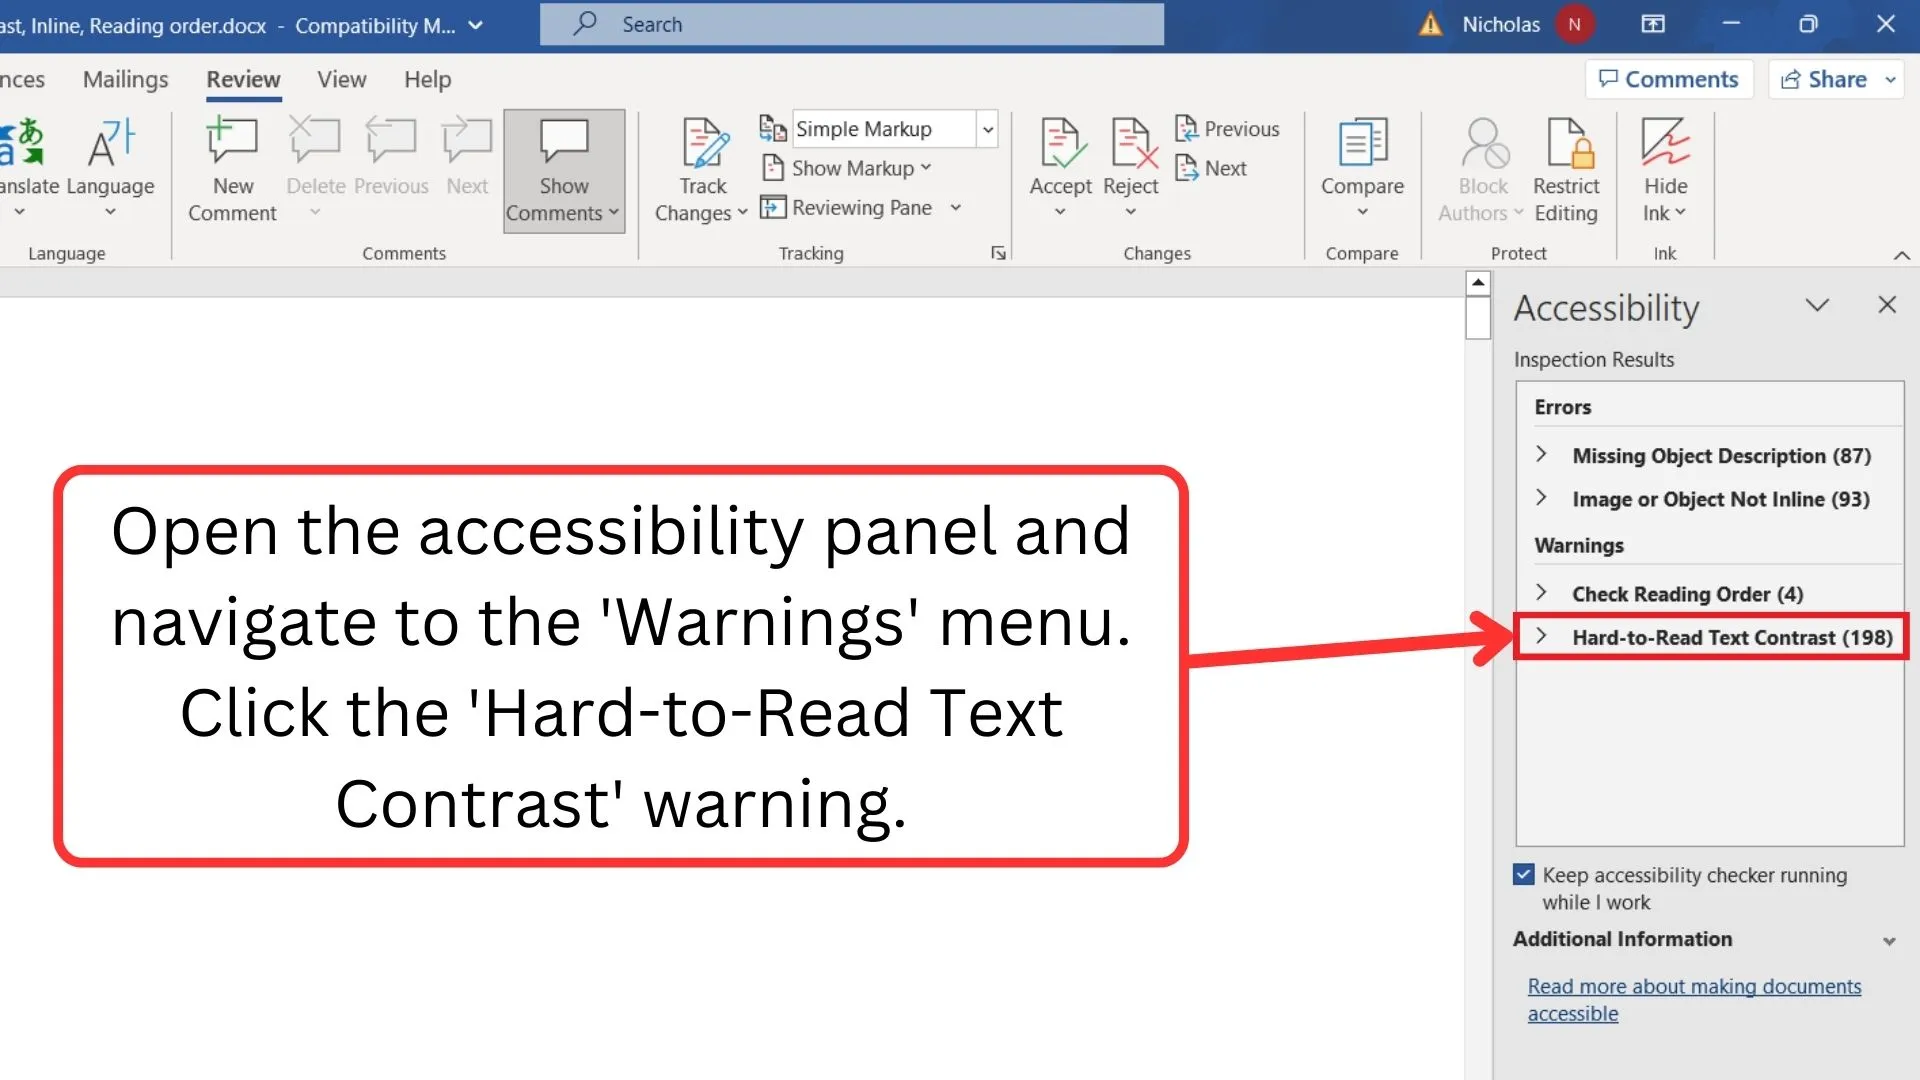 ast, Inline, Reading order.docx - Compatibility M...
Search
Nicholas
N
nces
Mailings
Review
View
Help
Comments
Share
anslate
Language
Language
New
Comment
Delete
Previous
Next
Show
Comments
Comments
Track
Changes
Simple Markup
Show Markup
Reviewing Pane
Tracking
Accept
Reject
Previous
Next
Changes
Compare
Compare
Block
Authors
Restrict
Editing
Protect
Hide
Ink
Ink
Open the accessibility panel and
navigate to the 'Warnings' menu.
Click the 'Hard-to-Read Text
Contrast' warning.
Accessibility
Inspection Results
Errors
Missing Object Description (87)
Image or Object Not Inline (93)
Warnings
Check Reading Order (4)
Hard-to-Read Text Contrast (198)
Keep accessibility checker running
while I work
Additional Information
Read more about making documents
accessible